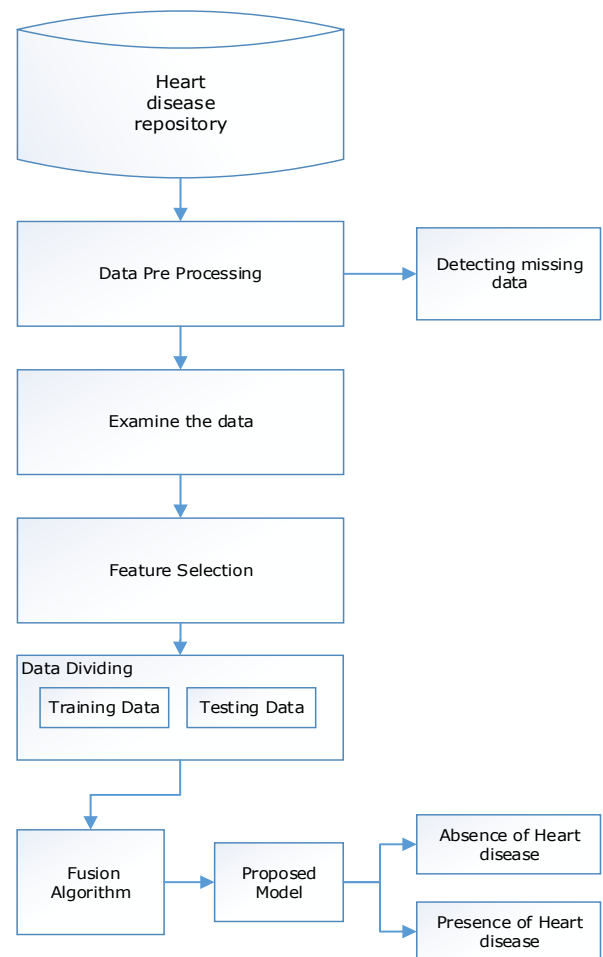 Heart
disease
repository
Data Pre Processing
Detecting missing
data
Examine the data
Feature Selection
Data Dividing
Training Data
Testing Data
Fusion
Algorithm
Proposed
Model
Absence of Heart
disease
Presence of Heart
disease